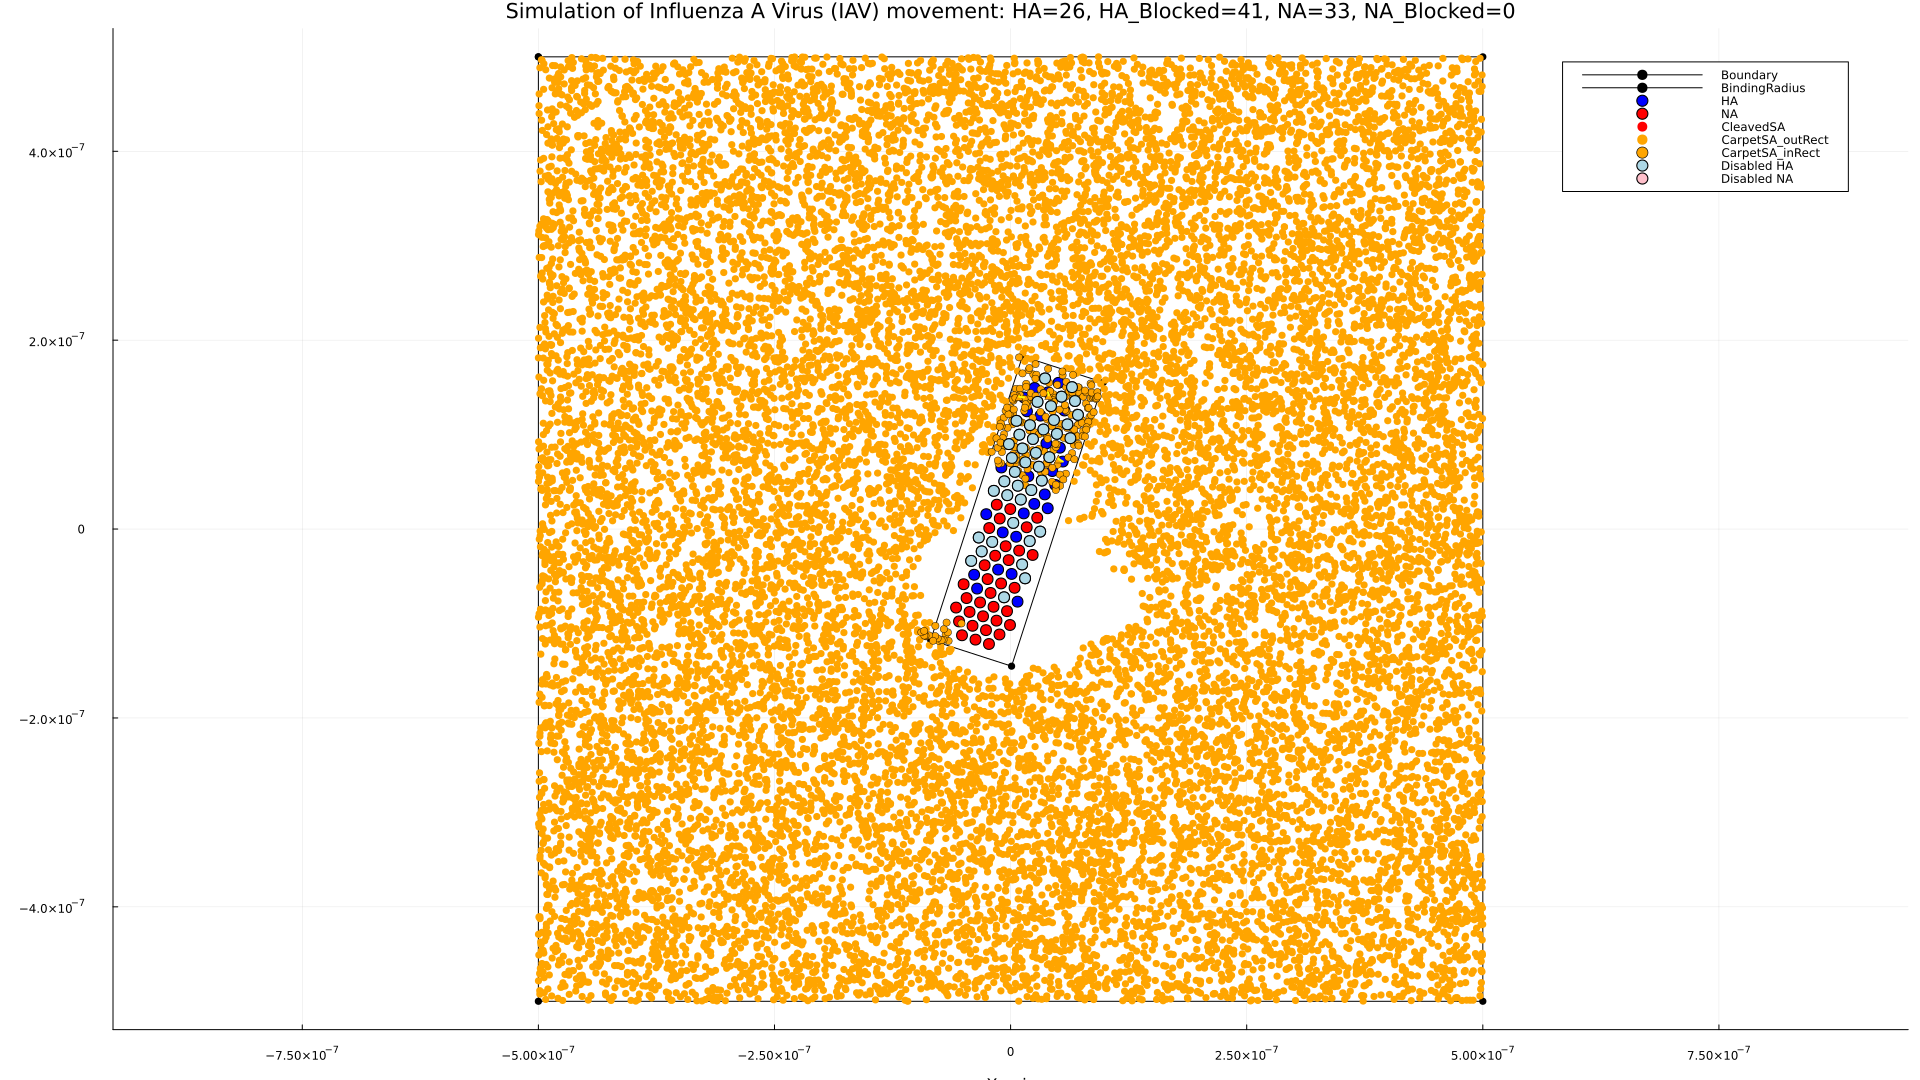 Simulation of Influenza A Virus (IAV) movement: HA=26, HA_Blocked=41, NA=33, NA_Blocked=0
Boundary
BindingRadius
HA
NA
CleavedSA
CarpetSA_outRect
CarpetSA_inRect
Disabled HA
Disabled NA
4.0×10⁻⁷
2.0×10⁻⁷
0
−2.0×10⁻⁷
−4.0×10⁻⁷
−7.50×10⁻⁷ −5.00×10⁻⁷ −2.50×10⁻⁷ 0 2.50×10⁻⁷ 5.00×10⁻⁷ 7.50×10⁻⁷